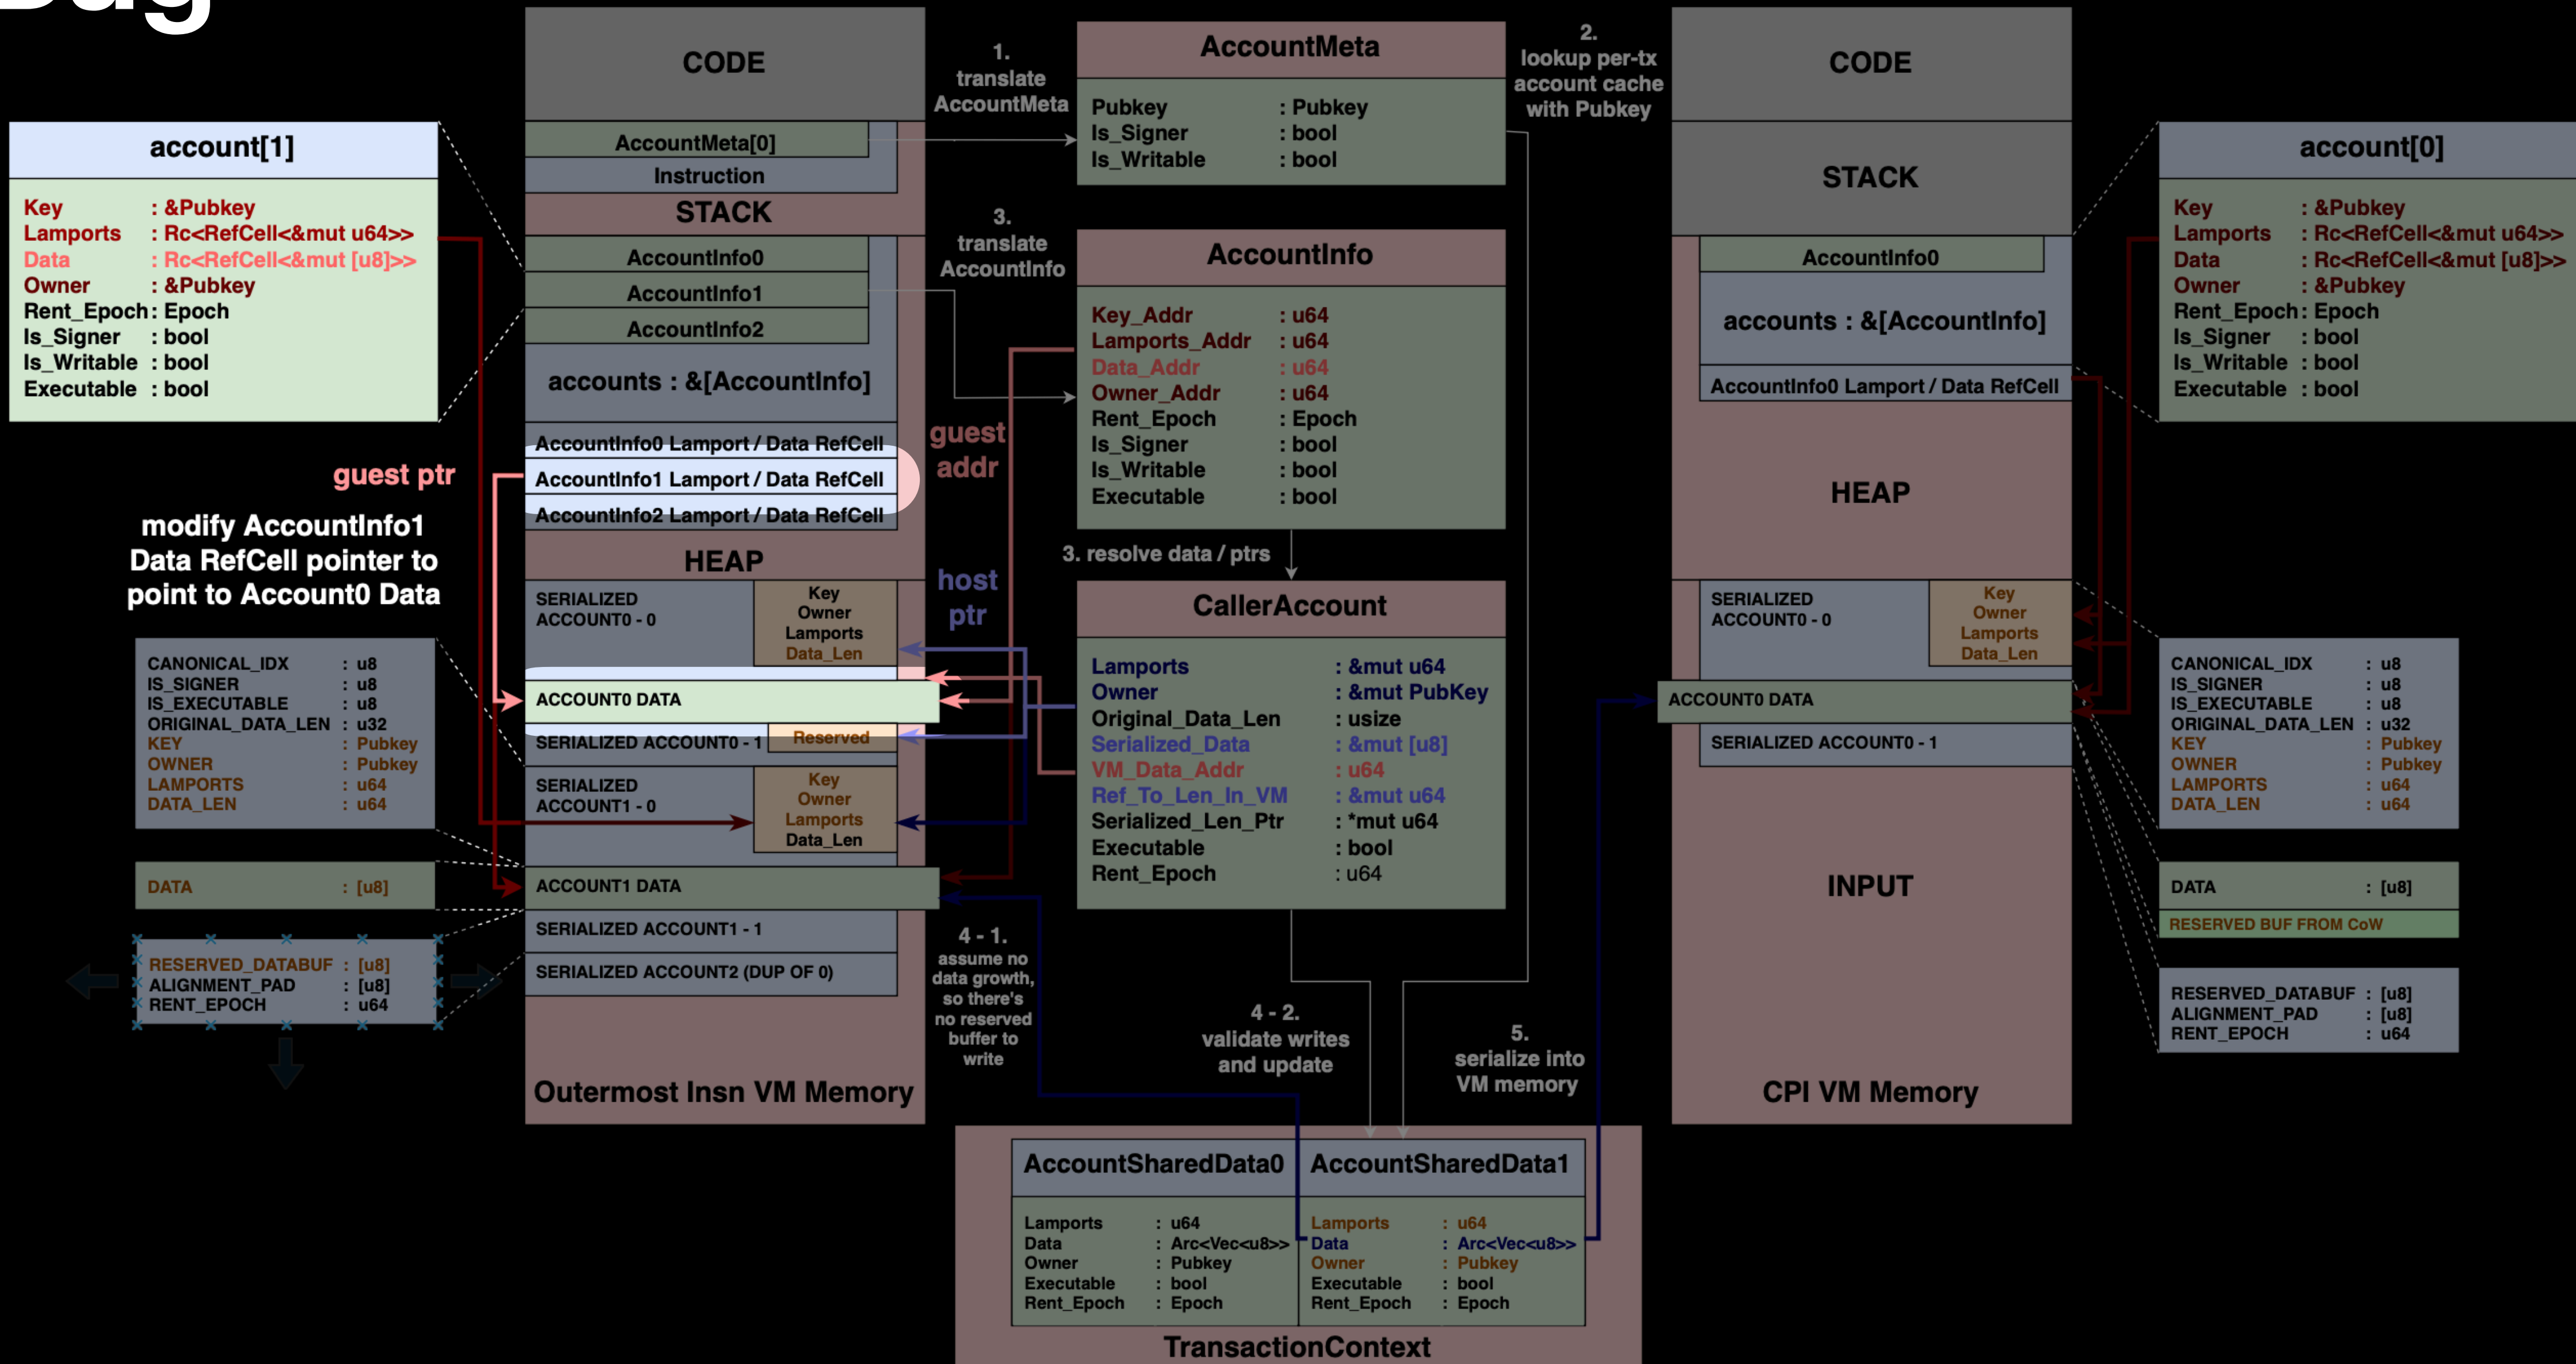 Bug
account[1]
Key : &Pubkey
Lamports : Rc<RefCell<&mut u64>>
Data : Rc<RefCell<&mut [u8]>>
Owner : &Pubkey
Rent_Epoch : Epoch
Is_Signer : bool
Is_Writable : bool
Executable : bool
guest ptr
modify AccountInfo1
Data RefCell pointer to
point to Account0 Data
CANONICAL_IDX : u8
IS_SIGNER : u8
IS_EXECUTABLE : u8
ORIGINAL_DATA_LEN : u32
KEY : Pubkey
OWNER : Pubkey
LAMPORTS : u64
DATA_LEN : u64
DATA : [u8]
RESERVED_DATABUF : [u8]
ALIGNMENT_PAD : [u8]
RENT_EPOCH : u64
CODE
AccountMeta[0]
Instruction
STACK
AccountInfo0
AccountInfo1
AccountInfo2
accounts : &[AccountInfo]
AccountInfo0 Lamport / Data RefCell
AccountInfo1 Lamport / Data RefCell
AccountInfo2 Lamport / Data RefCell
HEAP
SERIALIZED
ACCOUNT0 - 0
Key
Owner
Lamports
Data_Len
ACCOUNT0 DATA
SERIALIZED ACCOUNT0 - 1
Reserved
SERIALIZED
ACCOUNT1 - 0
Key
Owner
Lamports
Data_Len
ACCOUNT1 DATA
SERIALIZED ACCOUNT1 - 1
SERIALIZED ACCOUNT2 (DUP OF 0)
Outermost Insn VM Memory
1.
translate
AccountMeta
3.
translate
AccountInfo
guest
addr
host
ptr
4 - 1.
assume no
data growth,
so there's
no reserved
buffer to
write
AccountMeta
Pubkey : Pubkey
Is_Signer : bool
Is_Writable : bool
AccountInfo
Key_Addr : u64
Lamports_Addr : u64
Data_Addr : u64
Owner_Addr : u64
Rent_Epoch : Epoch
Is_Signer : bool
Is_Writable : bool
Executable : bool
3. resolve data / ptrs
CallerAccount
Lamports : &mut u64
Owner : &mut PubKey
Original_Data_Len : usize
Serialized_Data : &mut [u8]
VM_Data_Addr : u64
Ref_To_Len_In_VM : &mut u64
Serialized_Len_Ptr : *mut u64
Executable : bool
Rent_Epoch : u64
4 - 2.
validate writes
and update
5.
serialize into
VM memory
2.
lookup per-tx
account cache
with Pubkey
AccountSharedData0
Lamports : u64
Data : Arc<Vec<u8>>
Owner : Pubkey
Executable : bool
Rent_Epoch : Epoch
AccountSharedData1
Lamports : u64
Data : Arc<Vec<u8>>
Owner : Pubkey
Executable : bool
Rent_Epoch : Epoch
TransactionContext
CODE
STACK
AccountInfo0
accounts : &[AccountInfo]
AccountInfo0 Lamport / Data RefCell
HEAP
SERIALIZED
ACCOUNT0 - 0
Key
Owner
Lamports
Data_Len
ACCOUNT0 DATA
SERIALIZED ACCOUNT0 - 1
INPUT
CPI VM Memory
account[0]
Key : &Pubkey
Lamports : Rc<RefCell<&mut u64>>
Data : Rc<RefCell<&mut [u8]>>
Owner : &Pubkey
Rent_Epoch : Epoch
Is_Signer : bool
Is_Writable : bool
Executable : bool
CANONICAL_IDX : u8
IS_SIGNER : u8
IS_EXECUTABLE : u8
ORIGINAL_DATA_LEN : u32
KEY : Pubkey
OWNER : Pubkey
LAMPORTS : u64
DATA_LEN : u64
DATA : [u8]
RESERVED BUF FROM CoW
RESERVED_DATABUF : [u8]
ALIGNMENT_PAD : [u8]
RENT_EPOCH : u64